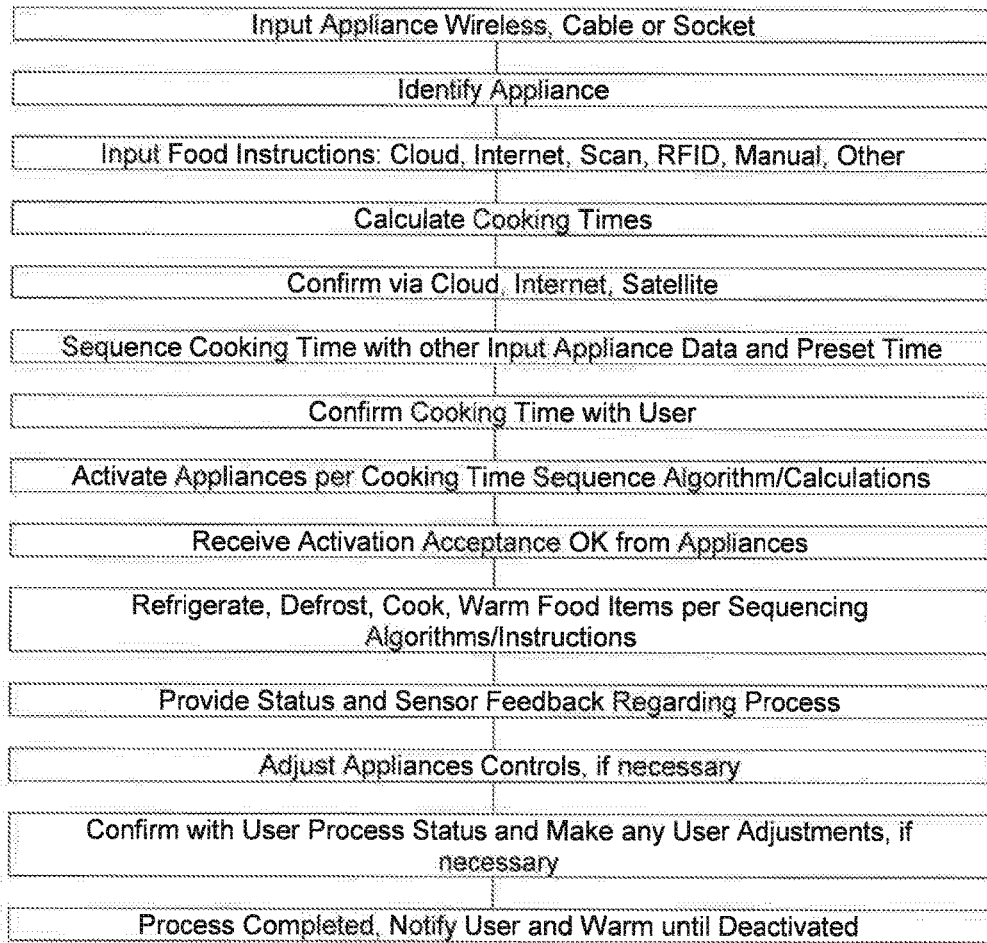 Input Appliance Wireless, Cable or Socket
Identify Appliance
Input Food Instructions: Cloud, Internet, Scan, RFID, Manual, Other
Calculate Cooking Times
Confirm via Cloud, Internet, Satellite
Sequence Cooking Time with other Input Appliance Data and Preset Time
Confirm Cooking Time with User
Activate Appliances per Cooking Time Sequence Algorithm/Calculations
Receive Activation Acceptance OK from Appliances
Refrigerate, Defrost, Cook, Warm Food Items per Sequencing
Algorithms/Instructions
Provide Status and Sensor Feedback Regarding Process
Adjust Appliances Controls, if necessary
Confirm with User Process Status and Make any User Adjustments, if
necessary
Process Completed, Notify User and Warm until Deactivated